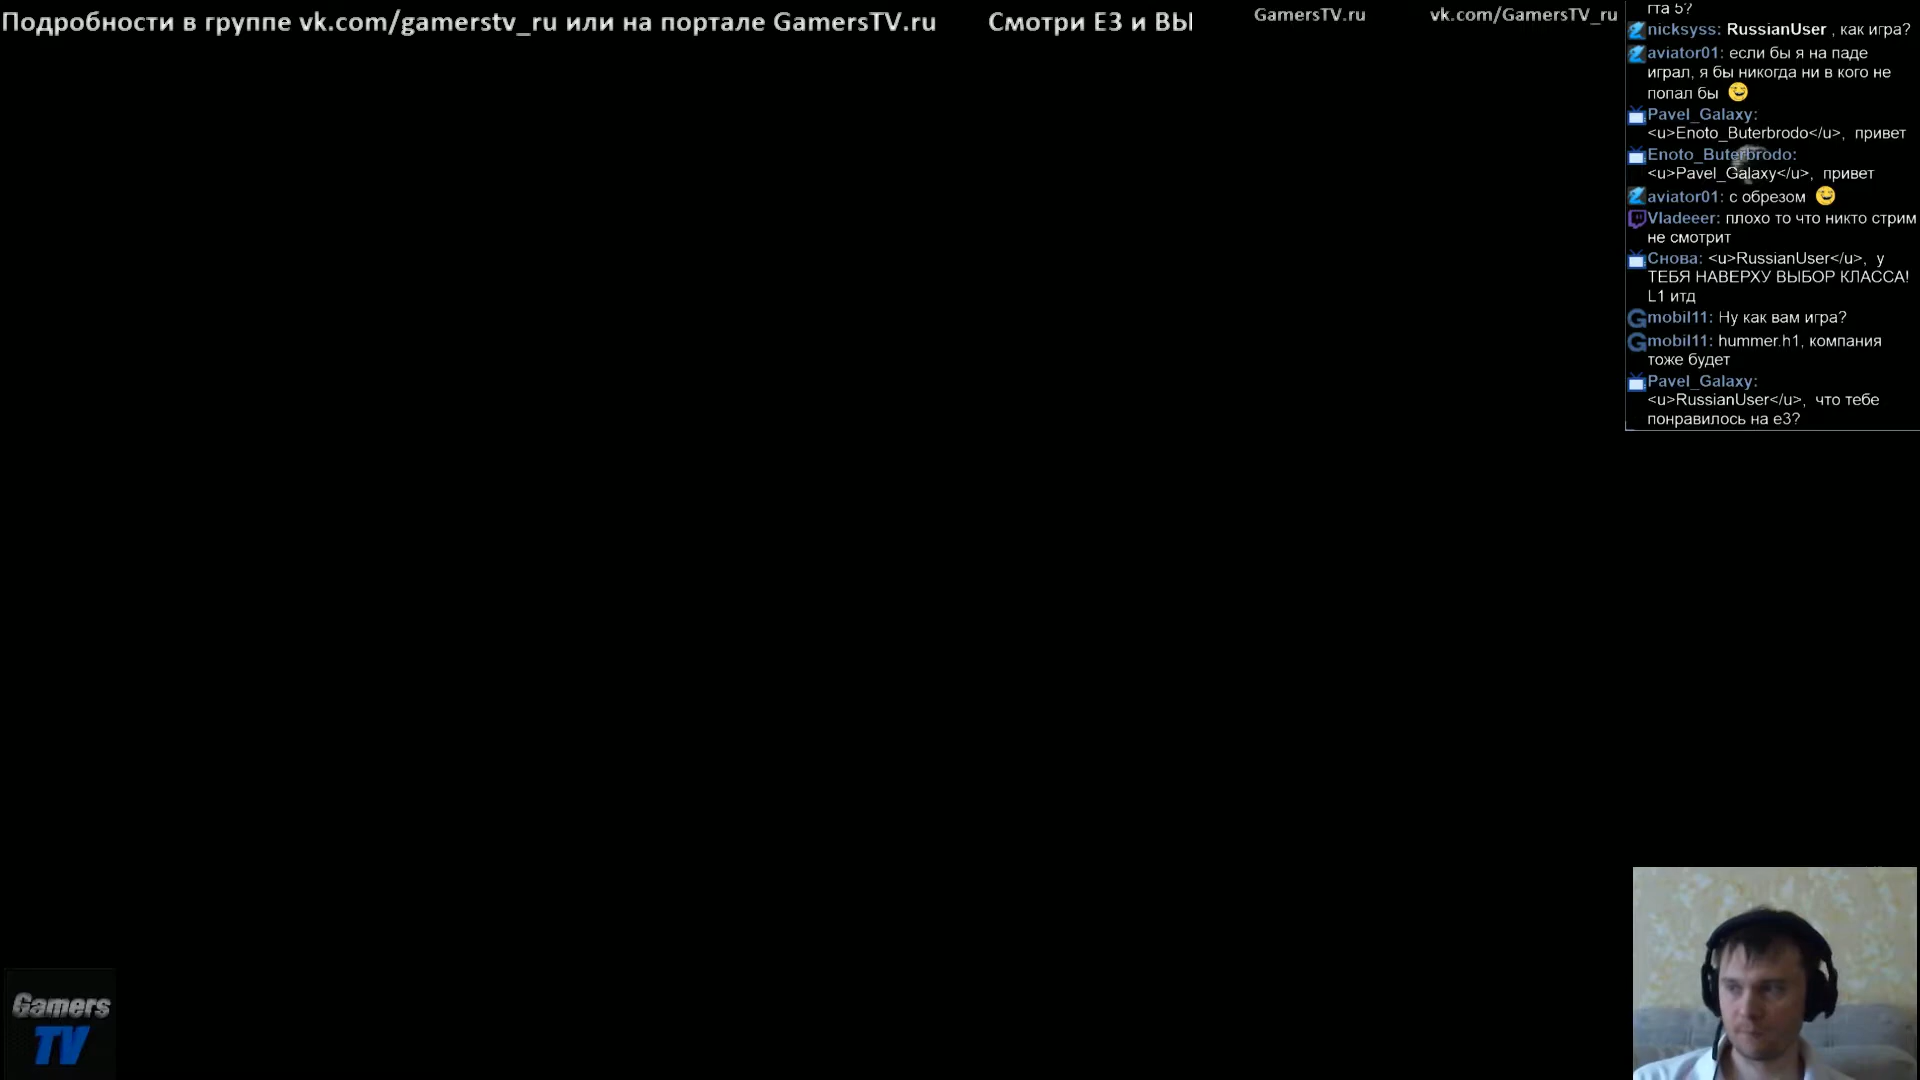 Подробности в группе vk.com/gamerstv_ru или на портале GamersTV.ru Смотри E3 и ВЫ
GamersTV.ru vk.com/GamersTV_ru
гта 5?
nicksyss: RussianUser , как игра?
aviator01: если бы я на паде
играл, я бы никогда ни в кого не
попал бы
Pavel_Galaxy:
<u>Enoto_Buterbrodo</u>, привет
Enoto_Buterbrodo:
<u>Pavel_Galaxy</u>, привет
aviator01: с обрезом
Vladeeer: плохо то что никто стрим
не смотрит
Снова: <u>RussianUser</u>, у
ТЕБЯ НАВЕРХУ ВЫБОР КЛАССА!
L1 итд
mobil11: Ну как вам игра?
mobil11: hummer.h1, компания
тоже будет
Pavel_Galaxy:
<u>RussianUser</u>, что тебе
понравилось на е3?
Gamers
TV